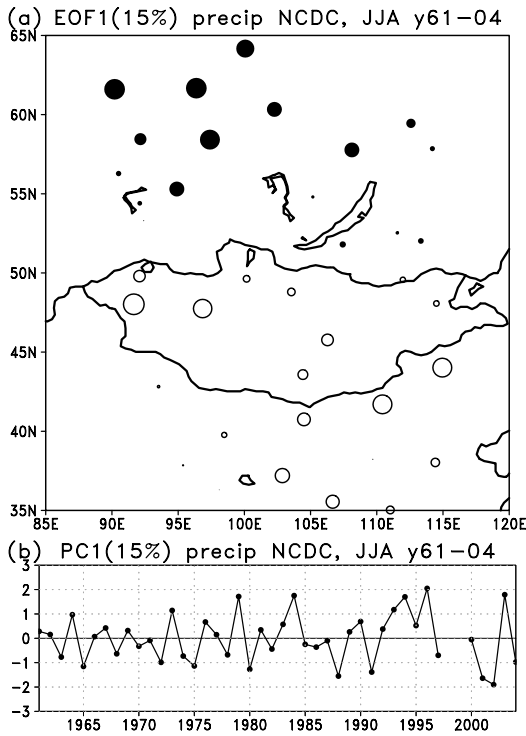 (a) EOF1(15%) precip NCDC, JJA y61-04
65N
60N
55N
50N
45N
40N
35N
85E 90E 95E 100E 105E 110E 115E 120E
(b) PC1(15%) precip NCDC, JJA y61-04
3
2
1
0
-1
-2
-3
1965 1970 1975 1980 1985 1990 1995 2000